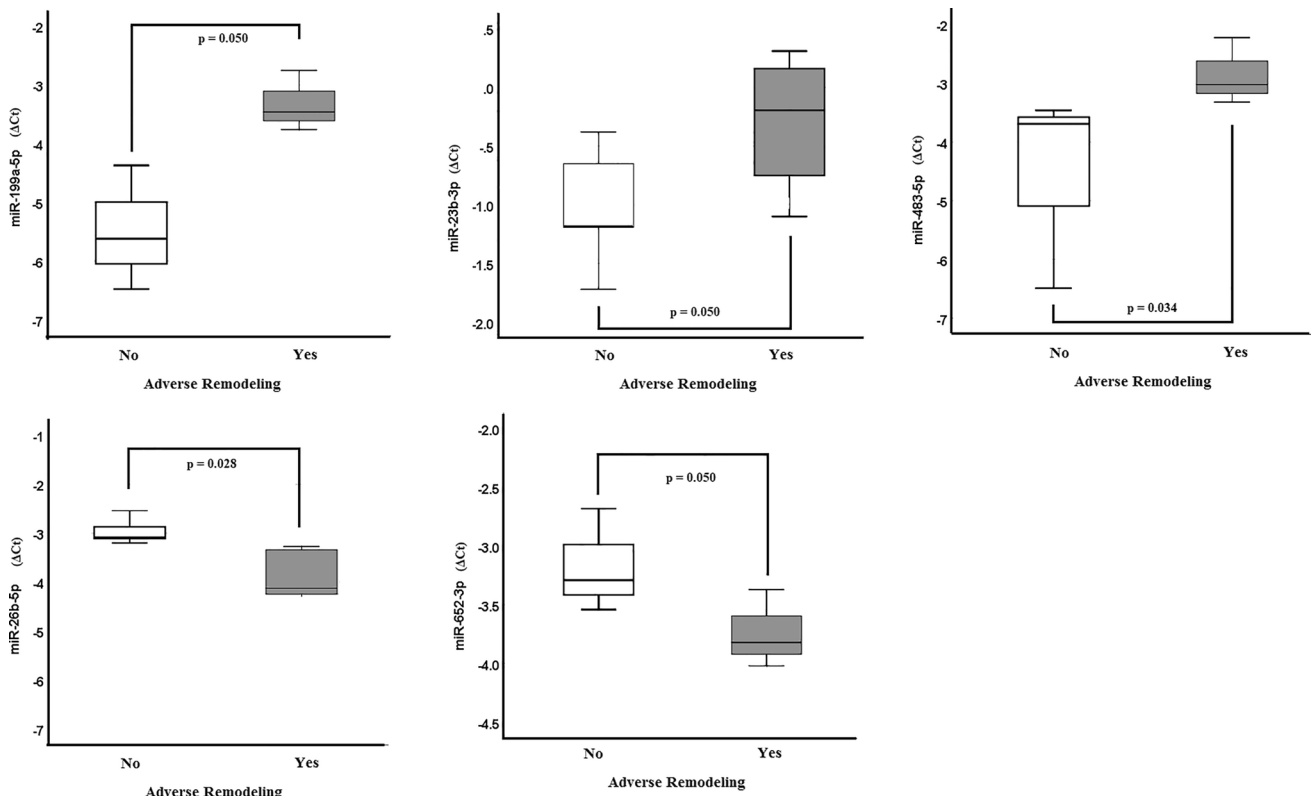 miR-199a-5p (ΔCt)
-2
-3
-4
-5
-6
-7
p = 0.050
No Yes
Adverse Remodeling
miR-23b-3p (ΔCt)
.5
.0
-.5
-1.0
-1.5
-2.0
p = 0.050
No Yes
Adverse Remodeling
miR-483-5p (ΔCt)
-2
-3
-4
-5
-6
-7
p = 0.034
No Yes
Adverse Remodeling
miR-26b-5p (ΔCt)
-1
-2
-3
-4
-5
-6
-7
p = 0.028
No Yes
Adverse Remodeling
miR-652-3p (ΔCt)
-2.0
-2.5
-3.0
-3.5
-4.0
-4.5
p = 0.050
No Yes
Adverse Remodeling